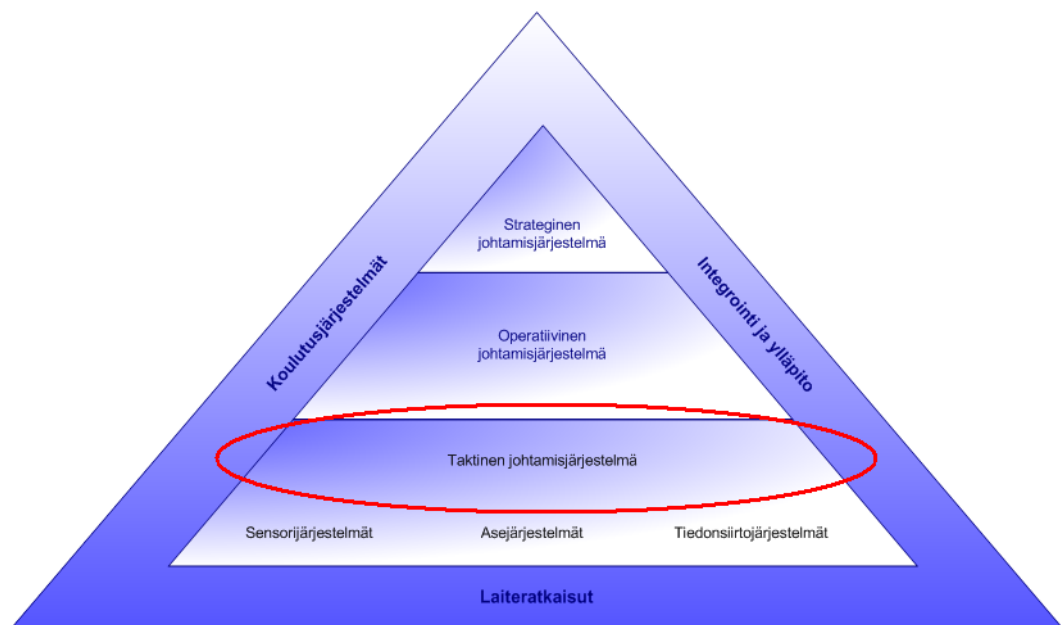 Strateginen
johtamisjärjestelmä
Koulutusjärjestelmät
Integrointi ja ylläpito
Operatiivinen
johtamisjärjestelmä
Taktinen johtamisjärjestelmä
Sensorijärjestelmät Asejärjestelmät Tiedonsiirtojärjestelmät
Laiteratkaisut